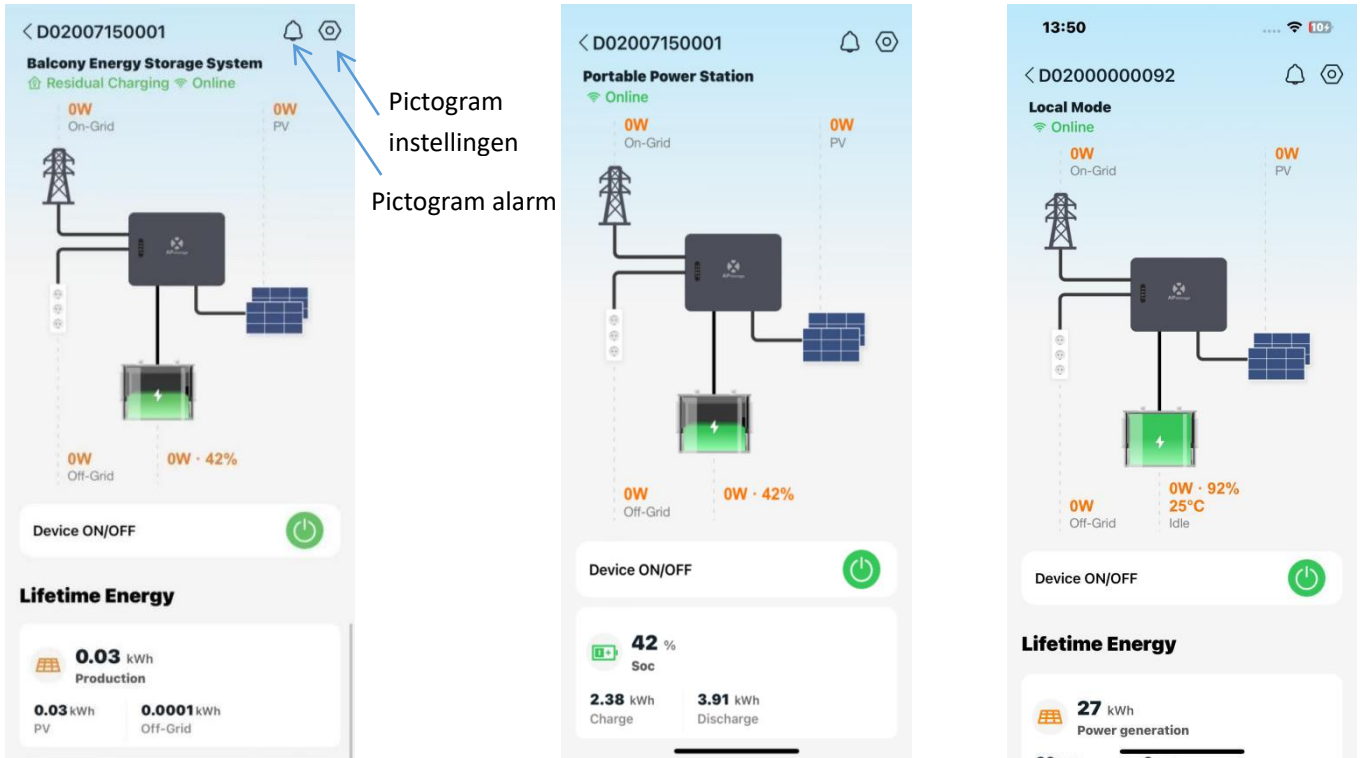 D02007150001
Balcony Energy Storage System
Residual Charging Online
0W
On-Grid
0W
PV
0W
Off-Grid
0W · 42%
Device ON/OFF
Lifetime Energy
0.03 kWh
Production
0.03 kWh
PV
0.0001 kWh
Off-Grid
Pictogram
instellingen
Pictogram alarm
D02007150001
Portable Power Station
Online
0W
On-Grid
0W
PV
0W
Off-Grid
0W · 42%
Device ON/OFF
42 %
Soc
2.38 kWh
Charge
3.91 kWh
Discharge
13:50
D02000000092
Local Mode
Online
0W
On-Grid
0W
PV
0W
Off-Grid
0W · 92%
25°C
Idle
Device ON/OFF
Lifetime Energy
27 kWh
Power generation